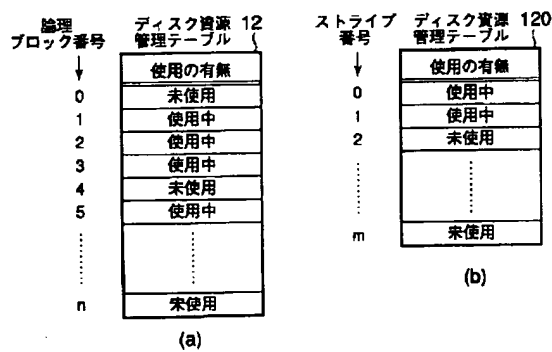 論理
ブロック番号
ディスク資源 12
管理テーブル
使用の有無
0 未使用
1 使用中
2 使用中
3 使用中
4 未使用
5 使用中
n 未使用
(a)
ストライプ
番号
ディスク資源 120
管理テーブル
使用の有無
0 使用中
1 使用中
2 未使用
m 未使用
(b)